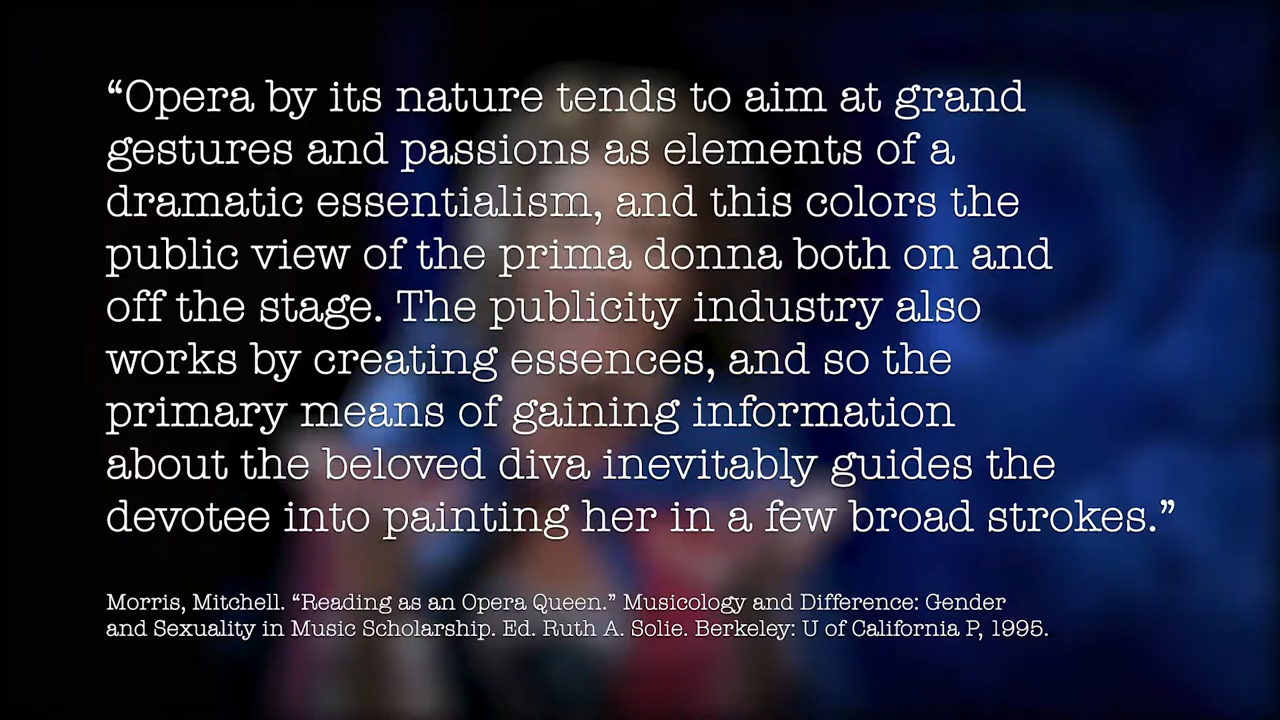 “Opera by its nature tends to aim at grand
gestures and passions as elements of a
dramatic essentialism, and this colors the
public view of the prima donna both on and
off the stage. The publicity industry also
works by creating essences, and so the
primary means of gaining information
about the beloved diva inevitably guides the
devotee into painting her in a few broad strokes.”
Morris, Mitchell. “Reading as an Opera Queen.” Musicology and Difference: Gender
and Sexuality in Music Scholarship. Ed. Ruth A. Solie. Berkeley: U of California P, 1995.